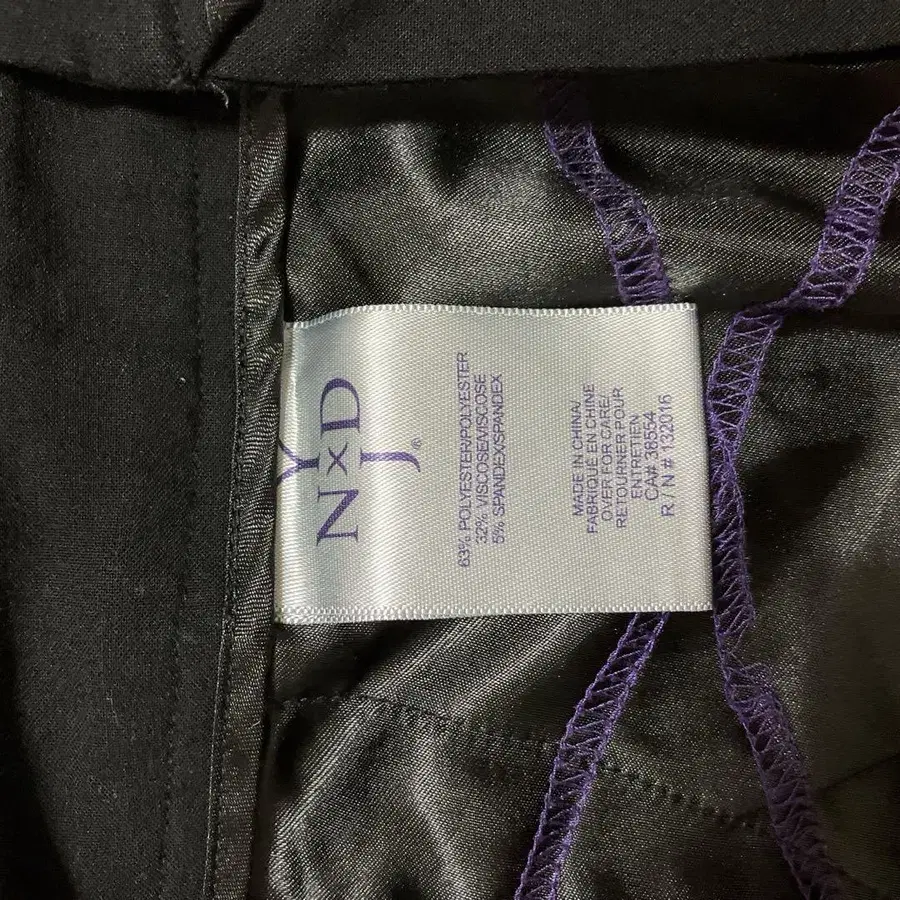 NYDJ®
63% POLYESTER/POLYESTER
32% VISCOSE/VISCOSE
5% SPANDEX/SPANDEX
MADE IN CHINA/
FABRIQUÉ EN CHINE
OVER FOR CARE/
RETOURNER POUR
ENTRETIEN
CA# 38554
R / N # 132016